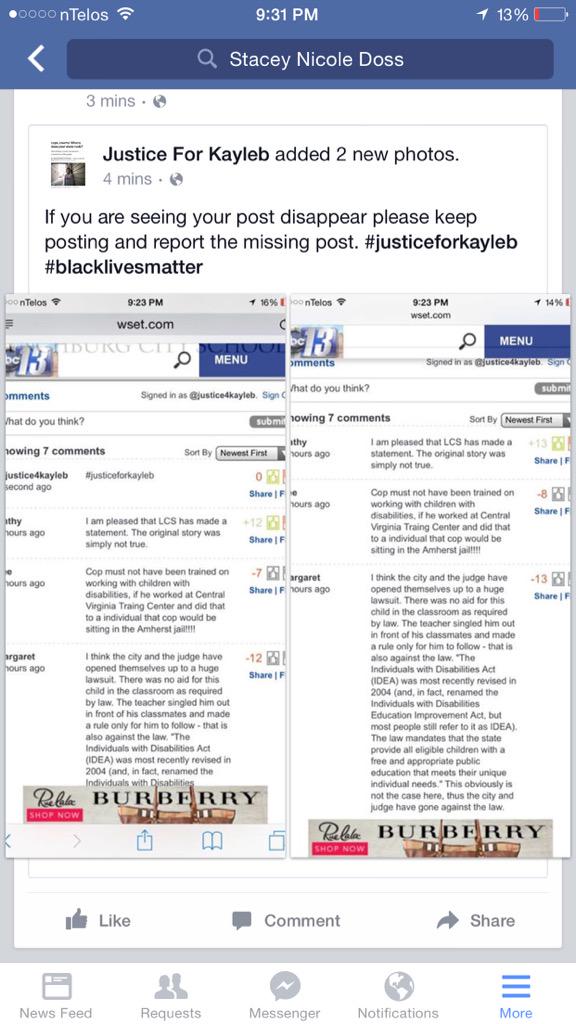 nTelos
9:31 PM
13%
Stacey Nicole Doss
3 mins ·
Justice For Kayleb added 2 new photos.
4 mins ·
If you are seeing your post disappear please keep
posting and report the missing post. #justiceforkayleb
#blacklivesmatter
nTelos
9:23 PM
16%
wset.com
13
MENU
omments
Signed in as @justice4kayleb. Sign
hat do you think?
submi
howing 7 comments
Sort By
Newest First
justice4kayleb
second ago
#justiceforkayleb
0
Share | F
thy
hours ago
I am pleased that LCS has made a
statement. The original story was
simply not true.
+12
Share | F
e
hours ago
Cop must not have been trained on
working with children with
disabilities, if he worked at Central
Virginia Traing Center and did that
to a individual that cop would be
sitting in the Amherst jail!!!!
-7
Share | F
argaret
hours ago
I think the city and the judge have
opened themselves up to a huge
lawsuit. There was no aid for this
child in the classroom as required
by law. The teacher singled him out
in front of his classmates and made
a rule only for him to follow - that is
also against the law. "The
Individuals with Disabilities Act
(IDEA) was most recently revised in
2004 (and, in fact, renamed the
Individuals with Disabilities
-12
Share | F
RueLaLa
SHOP NOW
BURBERRY
nTelos
9:23 PM
14%
wset.com
13
MENU
omments
Signed in as @justice4kayleb. Sign
hat do you think?
submi
howing 7 comments
Sort By
Newest First
thy
hours ago
I am pleased that LCS has made a
statement. The original story was
simply not true.
+13
Share | F
e
hours ago
Cop must not have been trained on
working with children with
disabilities, if he worked at Central
Virginia Traing Center and did that
to a individual that cop would be
sitting in the Amherst jail!!!!
-8
Share | F
argaret
hours ago
I think the city and the judge have
opened themselves up to a huge
lawsuit. There was no aid for this
child in the classroom as required
by law. The teacher singled him out
in front of his classmates and made
a rule only for him to follow - that is
also against the law. "The
Individuals with Disabilities Act
(IDEA) was most recently revised in
2004 (and, in fact, renamed the
Individuals with Disabilities
Education Improvement Act, but
most people still refer to it as IDEA).
The law mandates that the state
provide all eligible children with a
free and appropriate public
education that meets their unique
individual needs." This obviously is
not the case here, thus the city and
judge have gone against the law.
-13
Share | F
RueLaLa
SHOP NOW
BURBERRY
Like
Comment
Share
News Feed
Requests
Messenger
Notifications
More